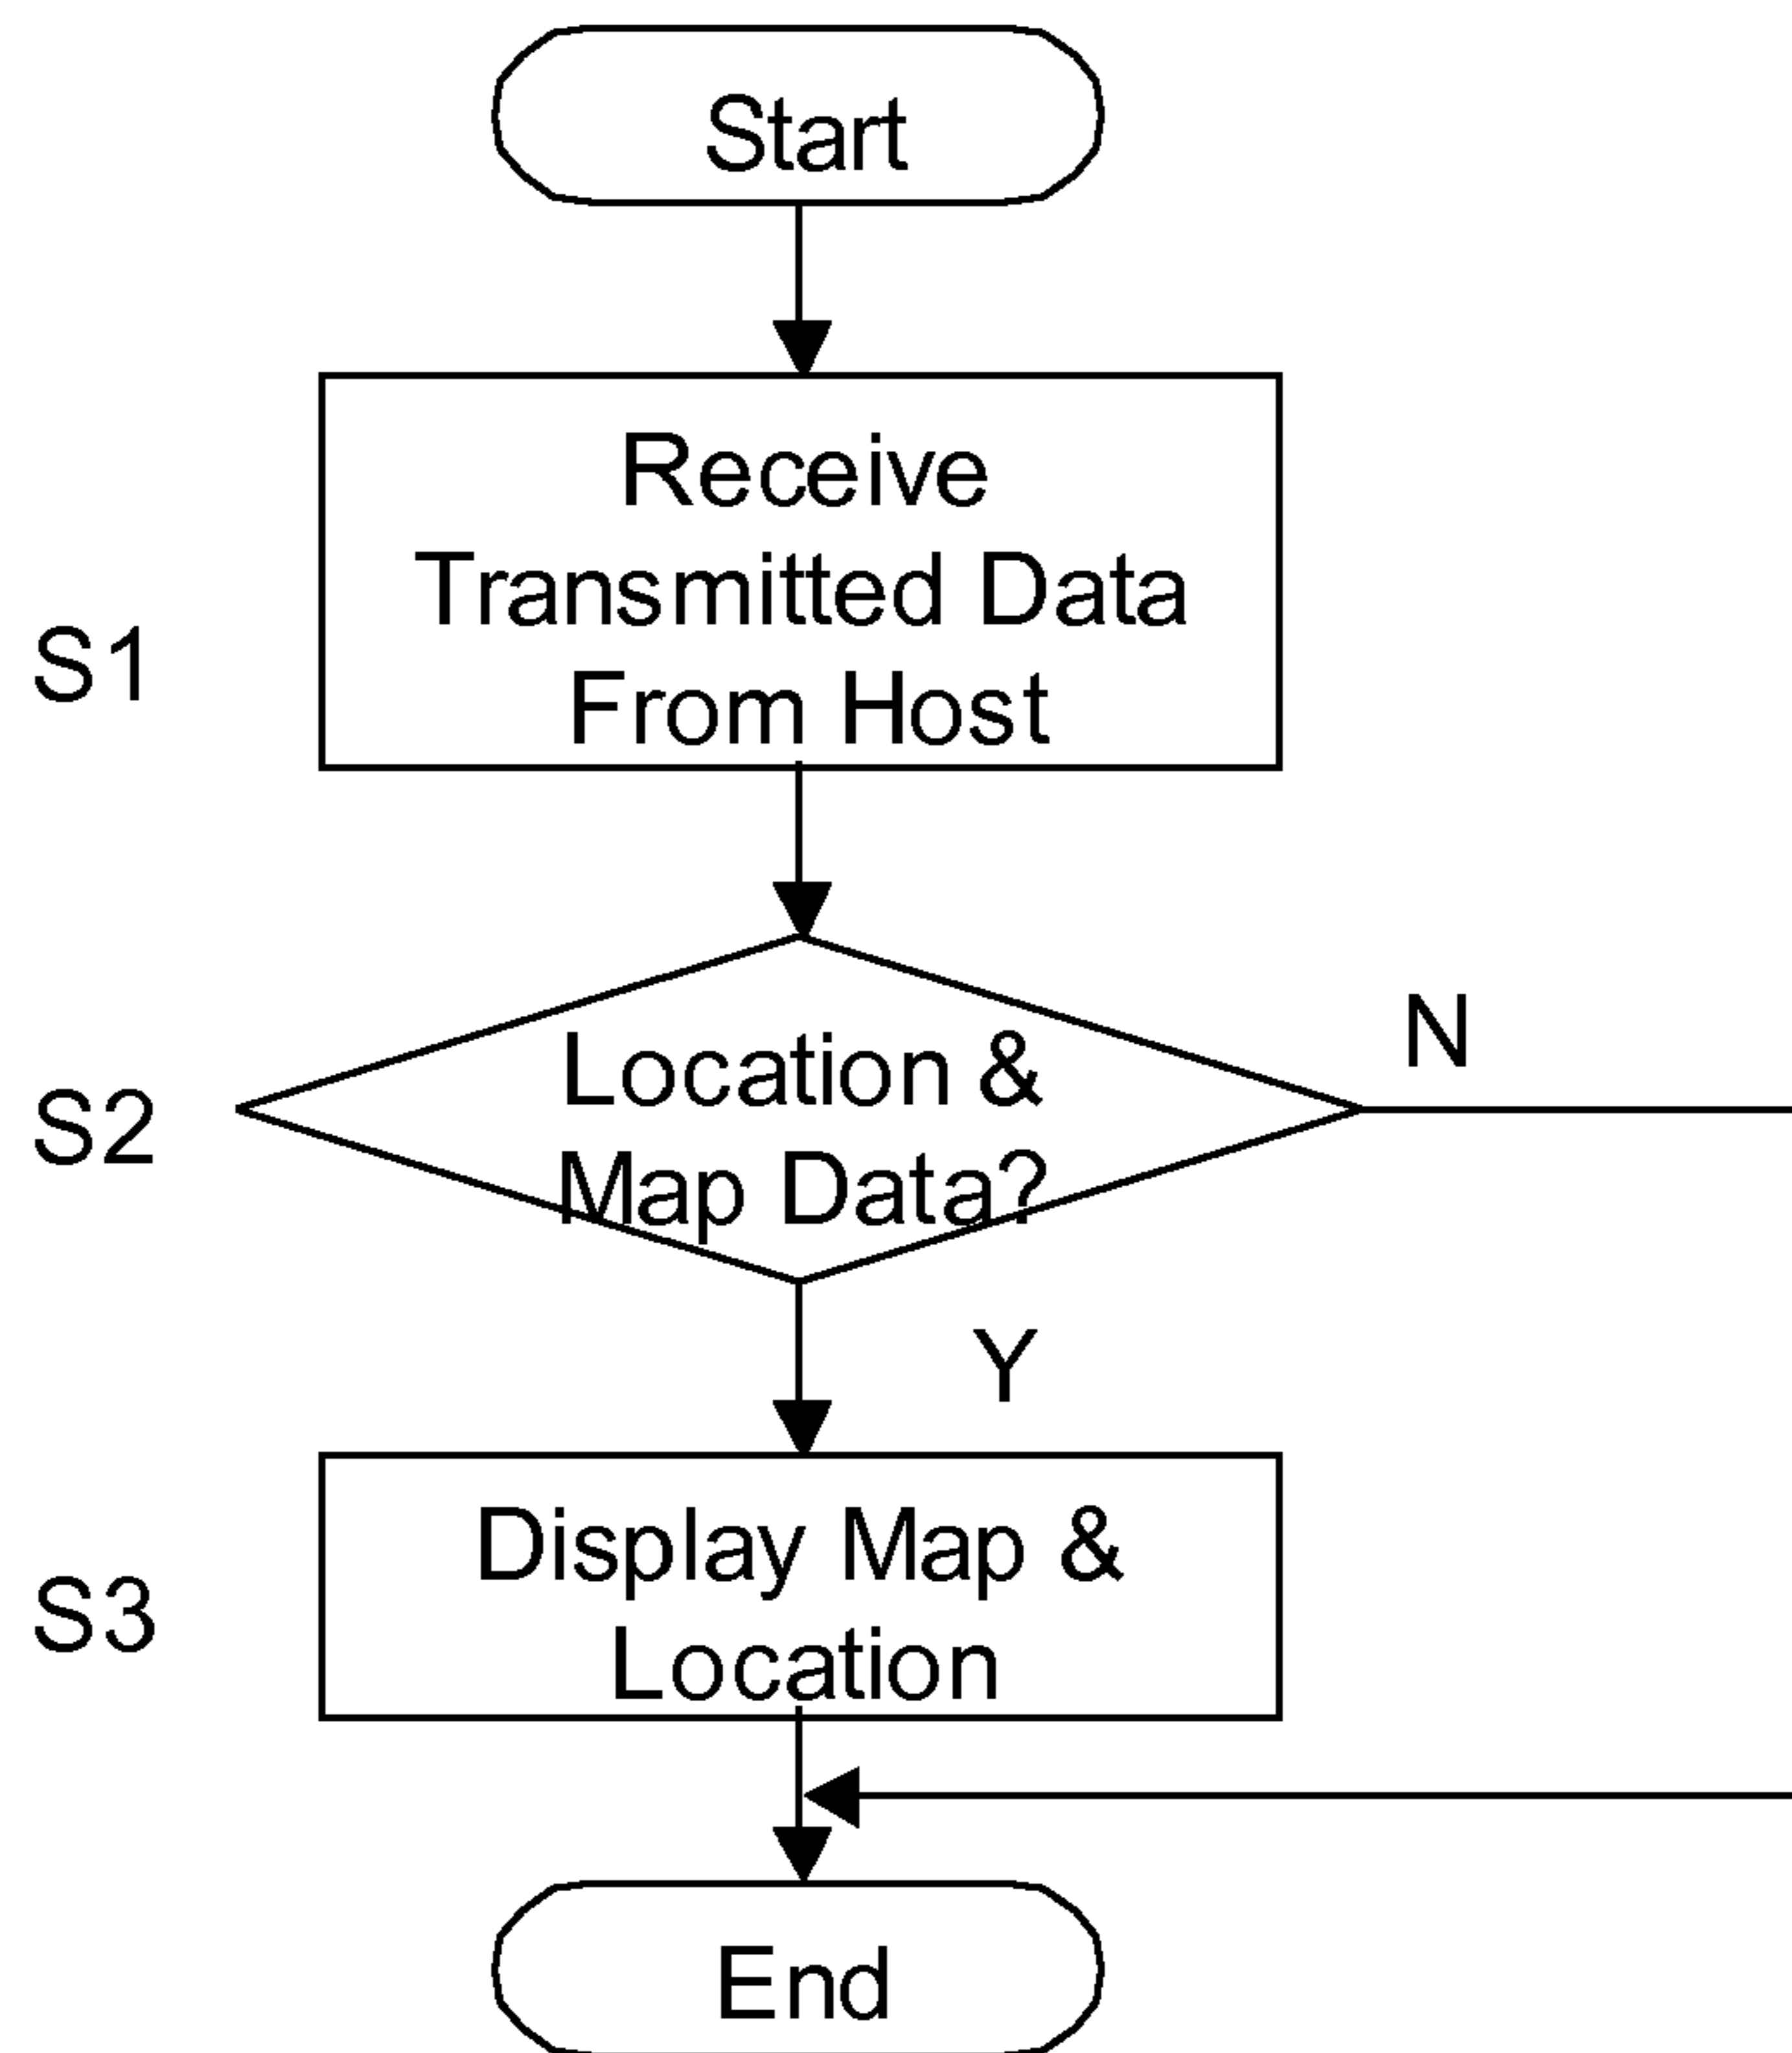 Start
Receive
Transmitted Data
From Host
S1
Location &
Map Data?
N
S2
Y
Display Map &
Location
S3
End